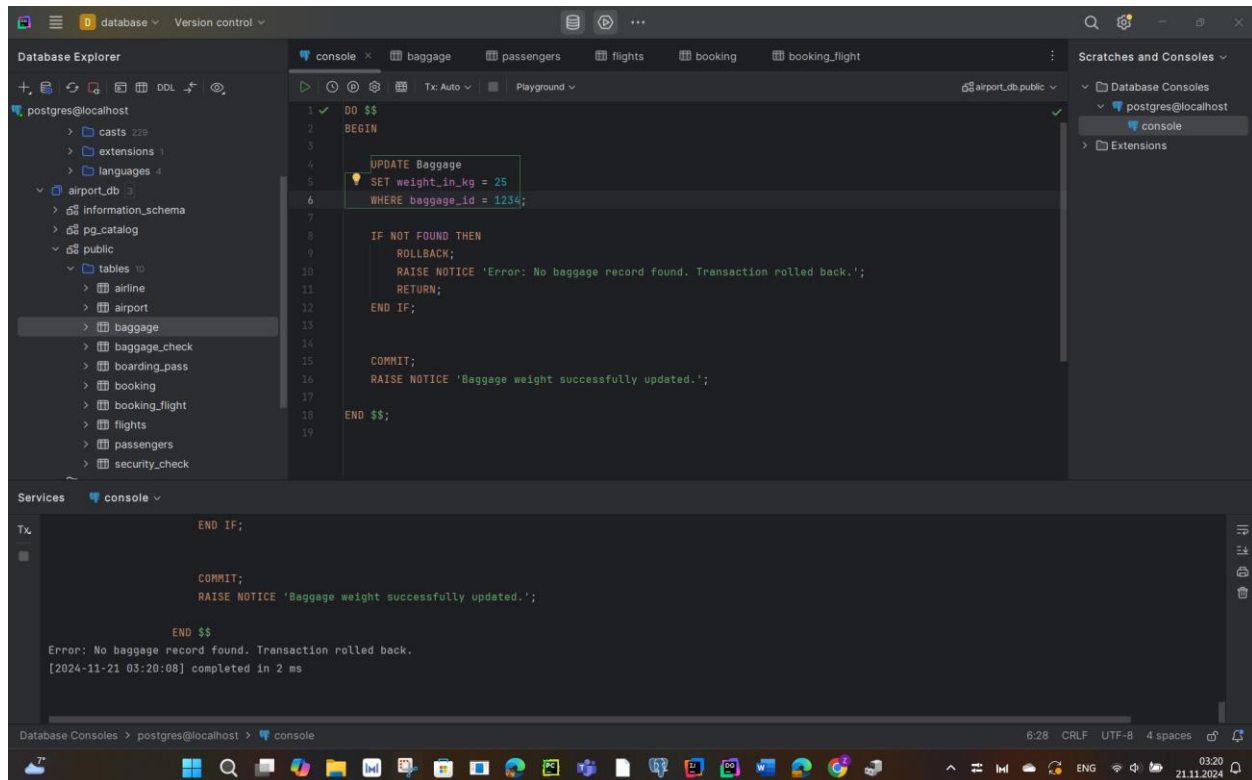 D database Version control
Database Explorer
DDL
postgres@localhost
casts 229
extensions 1
languages 4
airport_db 3
information_schema
pg_catalog
public
tables 10
airline
airport
baggage
baggage_check
boarding_pass
booking
booking_flight
flights
passengers
security_check
console baggage passengers flights booking booking_flight
Tx: Auto Playground airport_db.public
1 DO $$
2 BEGIN
3
4 UPDATE Baggage
5 SET weight_in_kg = 25
6 WHERE baggage_id = 1234;
7
8 IF NOT FOUND THEN
9 ROLLBACK;
10 RAISE NOTICE 'Error: No baggage record found. Transaction rolled back.';
11 RETURN;
12 END IF;
13
14
15 COMMIT;
16 RAISE NOTICE 'Baggage weight successfully updated.';
17
18 END $$;
19
Scratches and Consoles
Database Consoles
postgres@localhost
console
Extensions
Services console
Tx
END IF;
COMMIT;
RAISE NOTICE 'Baggage weight successfully updated.';
END $$
Error: No baggage record found. Transaction rolled back.
[2024-11-21 03:20:08] completed in 2 ms
Database Consoles > postgres@localhost > console
6:28 CRLF UTF-8 4 spaces
7°
ENG
03:20
21.11.2024